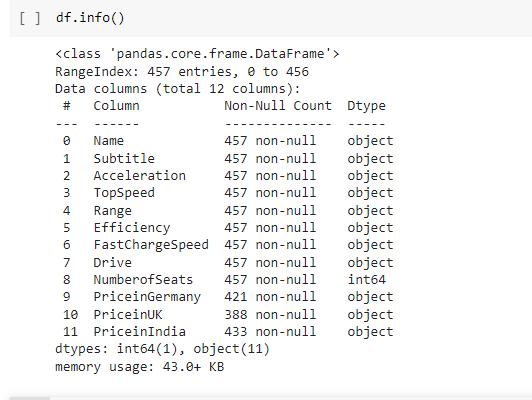 [ ] df.info()
<class 'pandas.core.frame.DataFrame'>
RangeIndex: 457 entries, 0 to 456
Data columns (total 12 columns):
 #   Column           Non-Null Count  Dtype
---  ------           --------------  -----
 0   Name             457 non-null    object
 1   Subtitle         457 non-null    object
 2   Acceleration     457 non-null    object
 3   TopSpeed         457 non-null    object
 4   Range            457 non-null    object
 5   Efficiency       457 non-null    object
 6   FastChargeSpeed  457 non-null    object
 7   Drive            457 non-null    object
 8   NumberofSeats    457 non-null    int64
 9   PriceinGermany   421 non-null    object
 10  PriceinUK        388 non-null    object
 11  PriceinIndia     433 non-null    object
dtypes: int64(1), object(11)
memory usage: 43.0+ KB